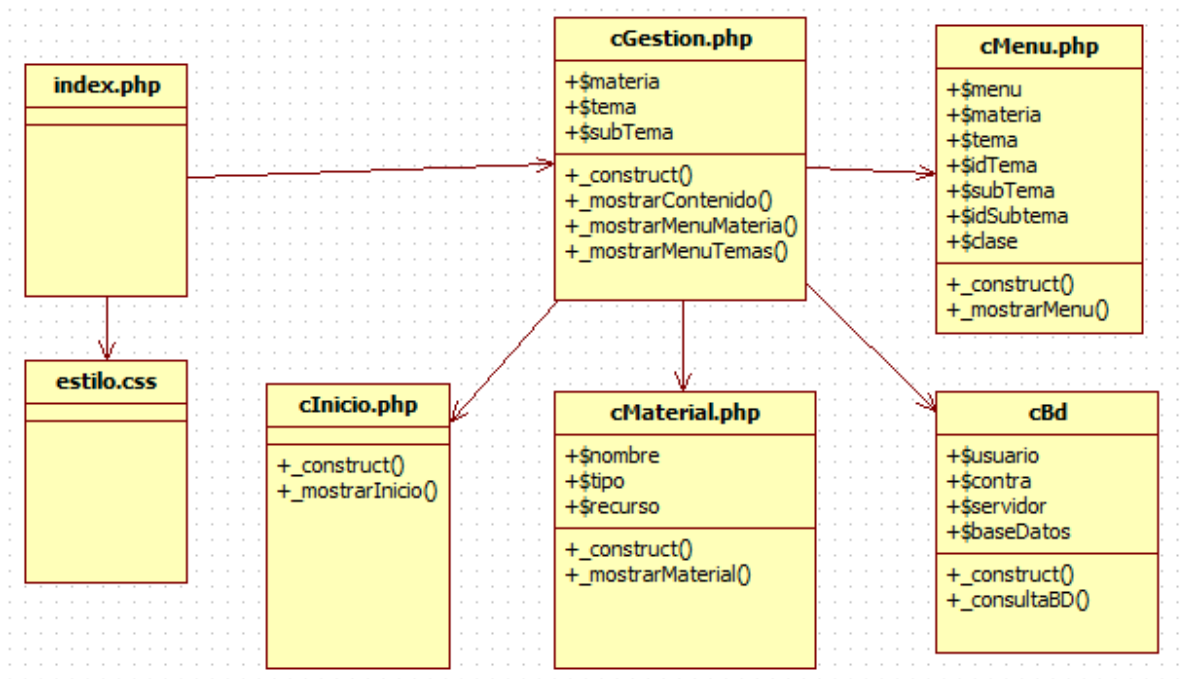 index.php
cGestion.php
+$materia
+$tema
+$subTema
+_construct()
+_mostrarContenido()
+_mostrarMenuMateria()
+_mostrarMenuTemas()
cMenu.php
+$menu
+$materia
+$tema
+$idTema
+$subTema
+$idSubtema
+$clase
+_construct()
+_mostrarMenu()
estilo.css
cInicio.php
+_construct()
+_mostrarInicio()
cMaterial.php
+$nombre
+$tipo
+$recurso
+_construct()
+_mostrarMaterial()
cBd
+$usuario
+$contra
+$servidor
+$baseDatos
+_construct()
+_consultaBD()